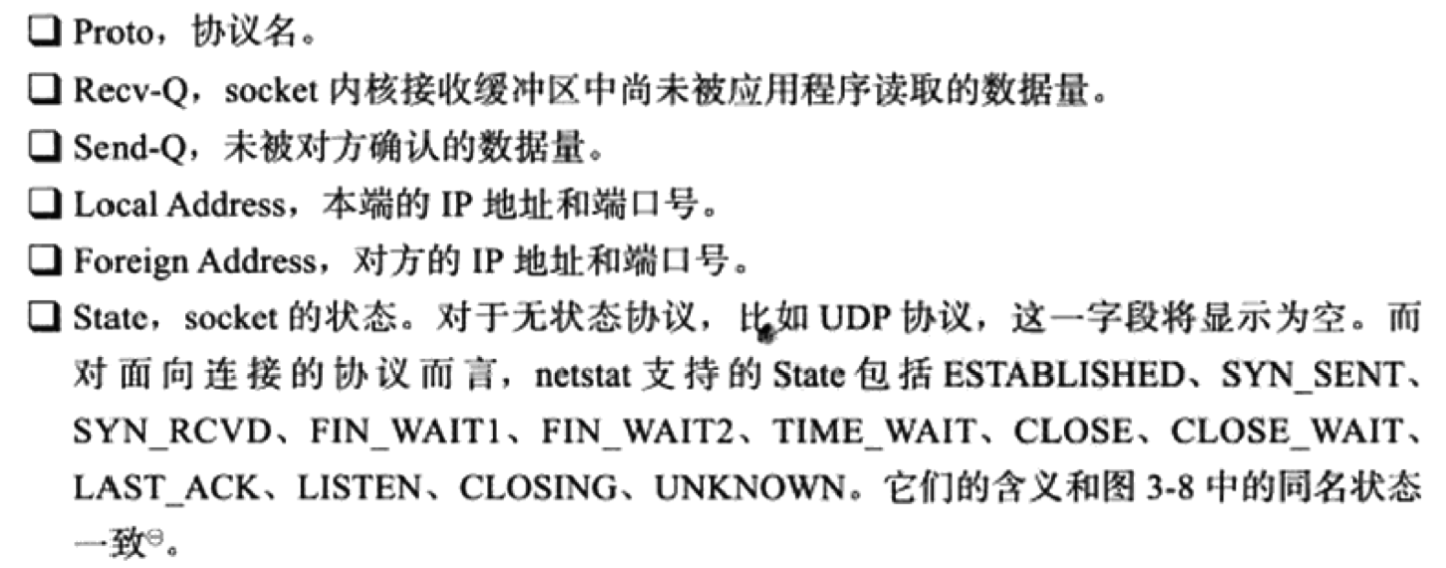 ❑ Proto，协议名。
❑ Recv-Q，socket 内核接收缓冲区中尚未被应用程序读取的数据量。
❑ Send-Q，未被对方确认的数据量。
❑ Local Address，本端的 IP 地址和端口号。
❑ Foreign Address，对方的 IP 地址和端口号。
❑ State，socket 的状态。对于无状态协议，比如 UDP 协议，这一字段将显示为空。而
对面向连接的协议而言，netstat 支持的 State 包括 ESTABLISHED、SYN_SENT、
SYN_RCVD、FIN_WAIT1、FIN_WAIT2、TIME_WAIT、CLOSE、CLOSE_WAIT、
LAST_ACK、LISTEN、CLOSING、UNKNOWN。它们的含义和图 3-8 中的同名状态
一致㊀。